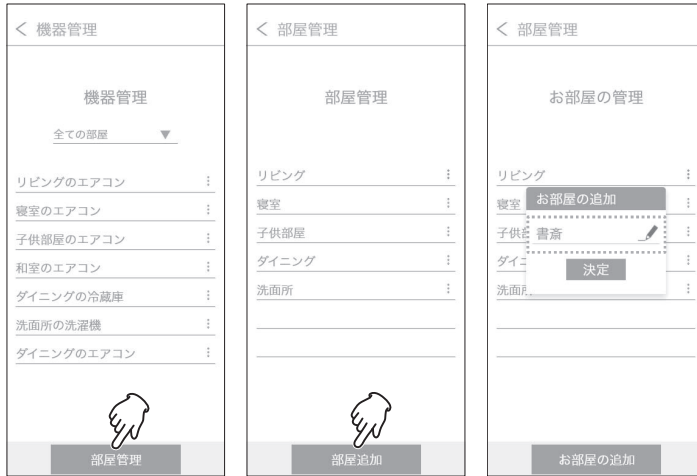 機器管理
機器管理
全ての部屋 ▼
リビングのエアコン
寝室のエアコン
子供部屋のエアコン
和室のエアコン
ダイニングの冷蔵庫
洗面所の洗濯機
ダイニングのエアコン
部屋管理
部屋管理
部屋管理
リビング
寝室
子供部屋
ダイニング
洗面所
部屋追加
部屋管理
お部屋の管理
リビング
寝室
お部屋の追加
子供
書斎
ダイニ
決定
洗面
お部屋の追加